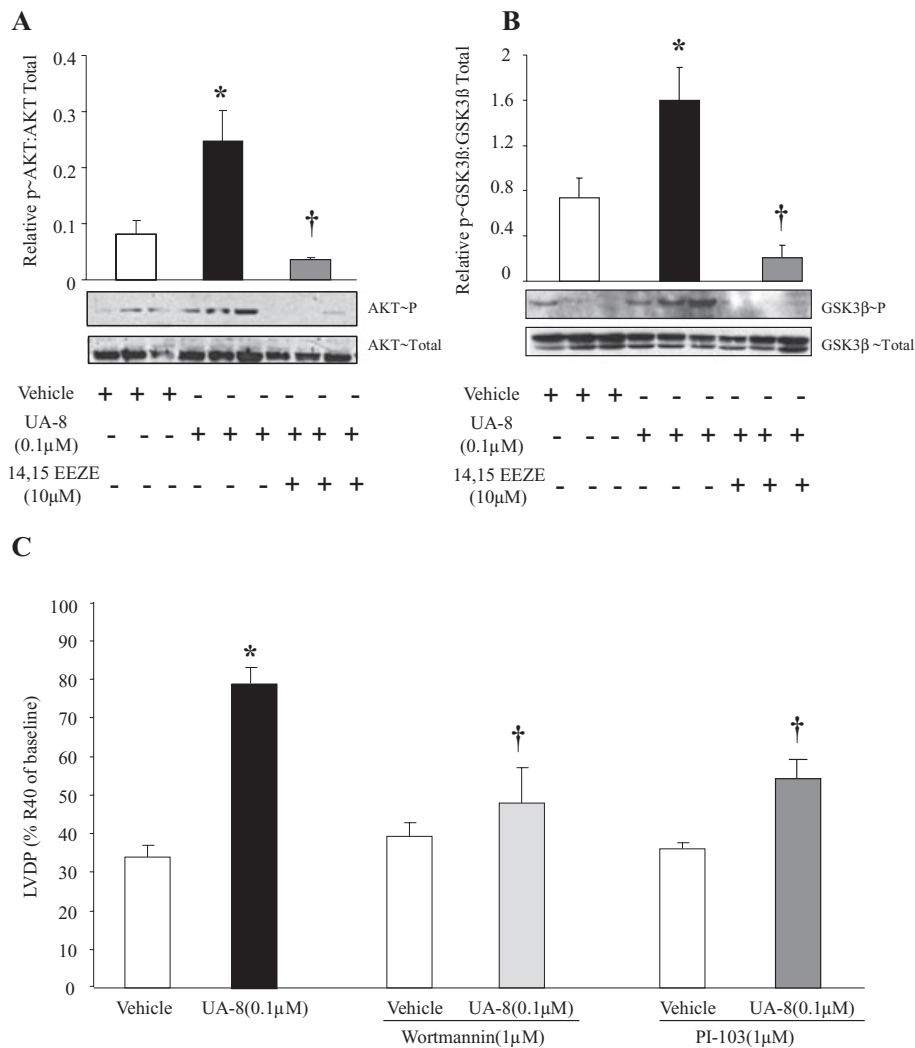 A
Relative p~AKT:AKT Total
0.4
*
0.3
0.2
†
0.1
0
AKT~P
AKT~Total
Vehicle + + + - - - - - -
UA-8
(0.1µM) - - - + + + + + +
14,15 EEZE
(10µM) - - - - - - + + +
B
Relative p~GSK3ß:GSK3ß Total
2
*
1.6
1.2
0.8
†
0.4
0
GSK3β~P
GSK3β ~Total
Vehicle + + + - - - - - -
UA-8
(0.1µM) - - - + + + + + +
14,15 EEZE
(10µM) - - - - - - + + +
C
LVDP (% R40 of baseline)
100
90
*
80
70
†
†
60
50
40
30
20
10
0
Vehicle UA-8(0.1µM) Vehicle UA-8(0.1µM) Vehicle UA-8(0.1µM)
Wortmannin(1µM) PI-103(1µM)